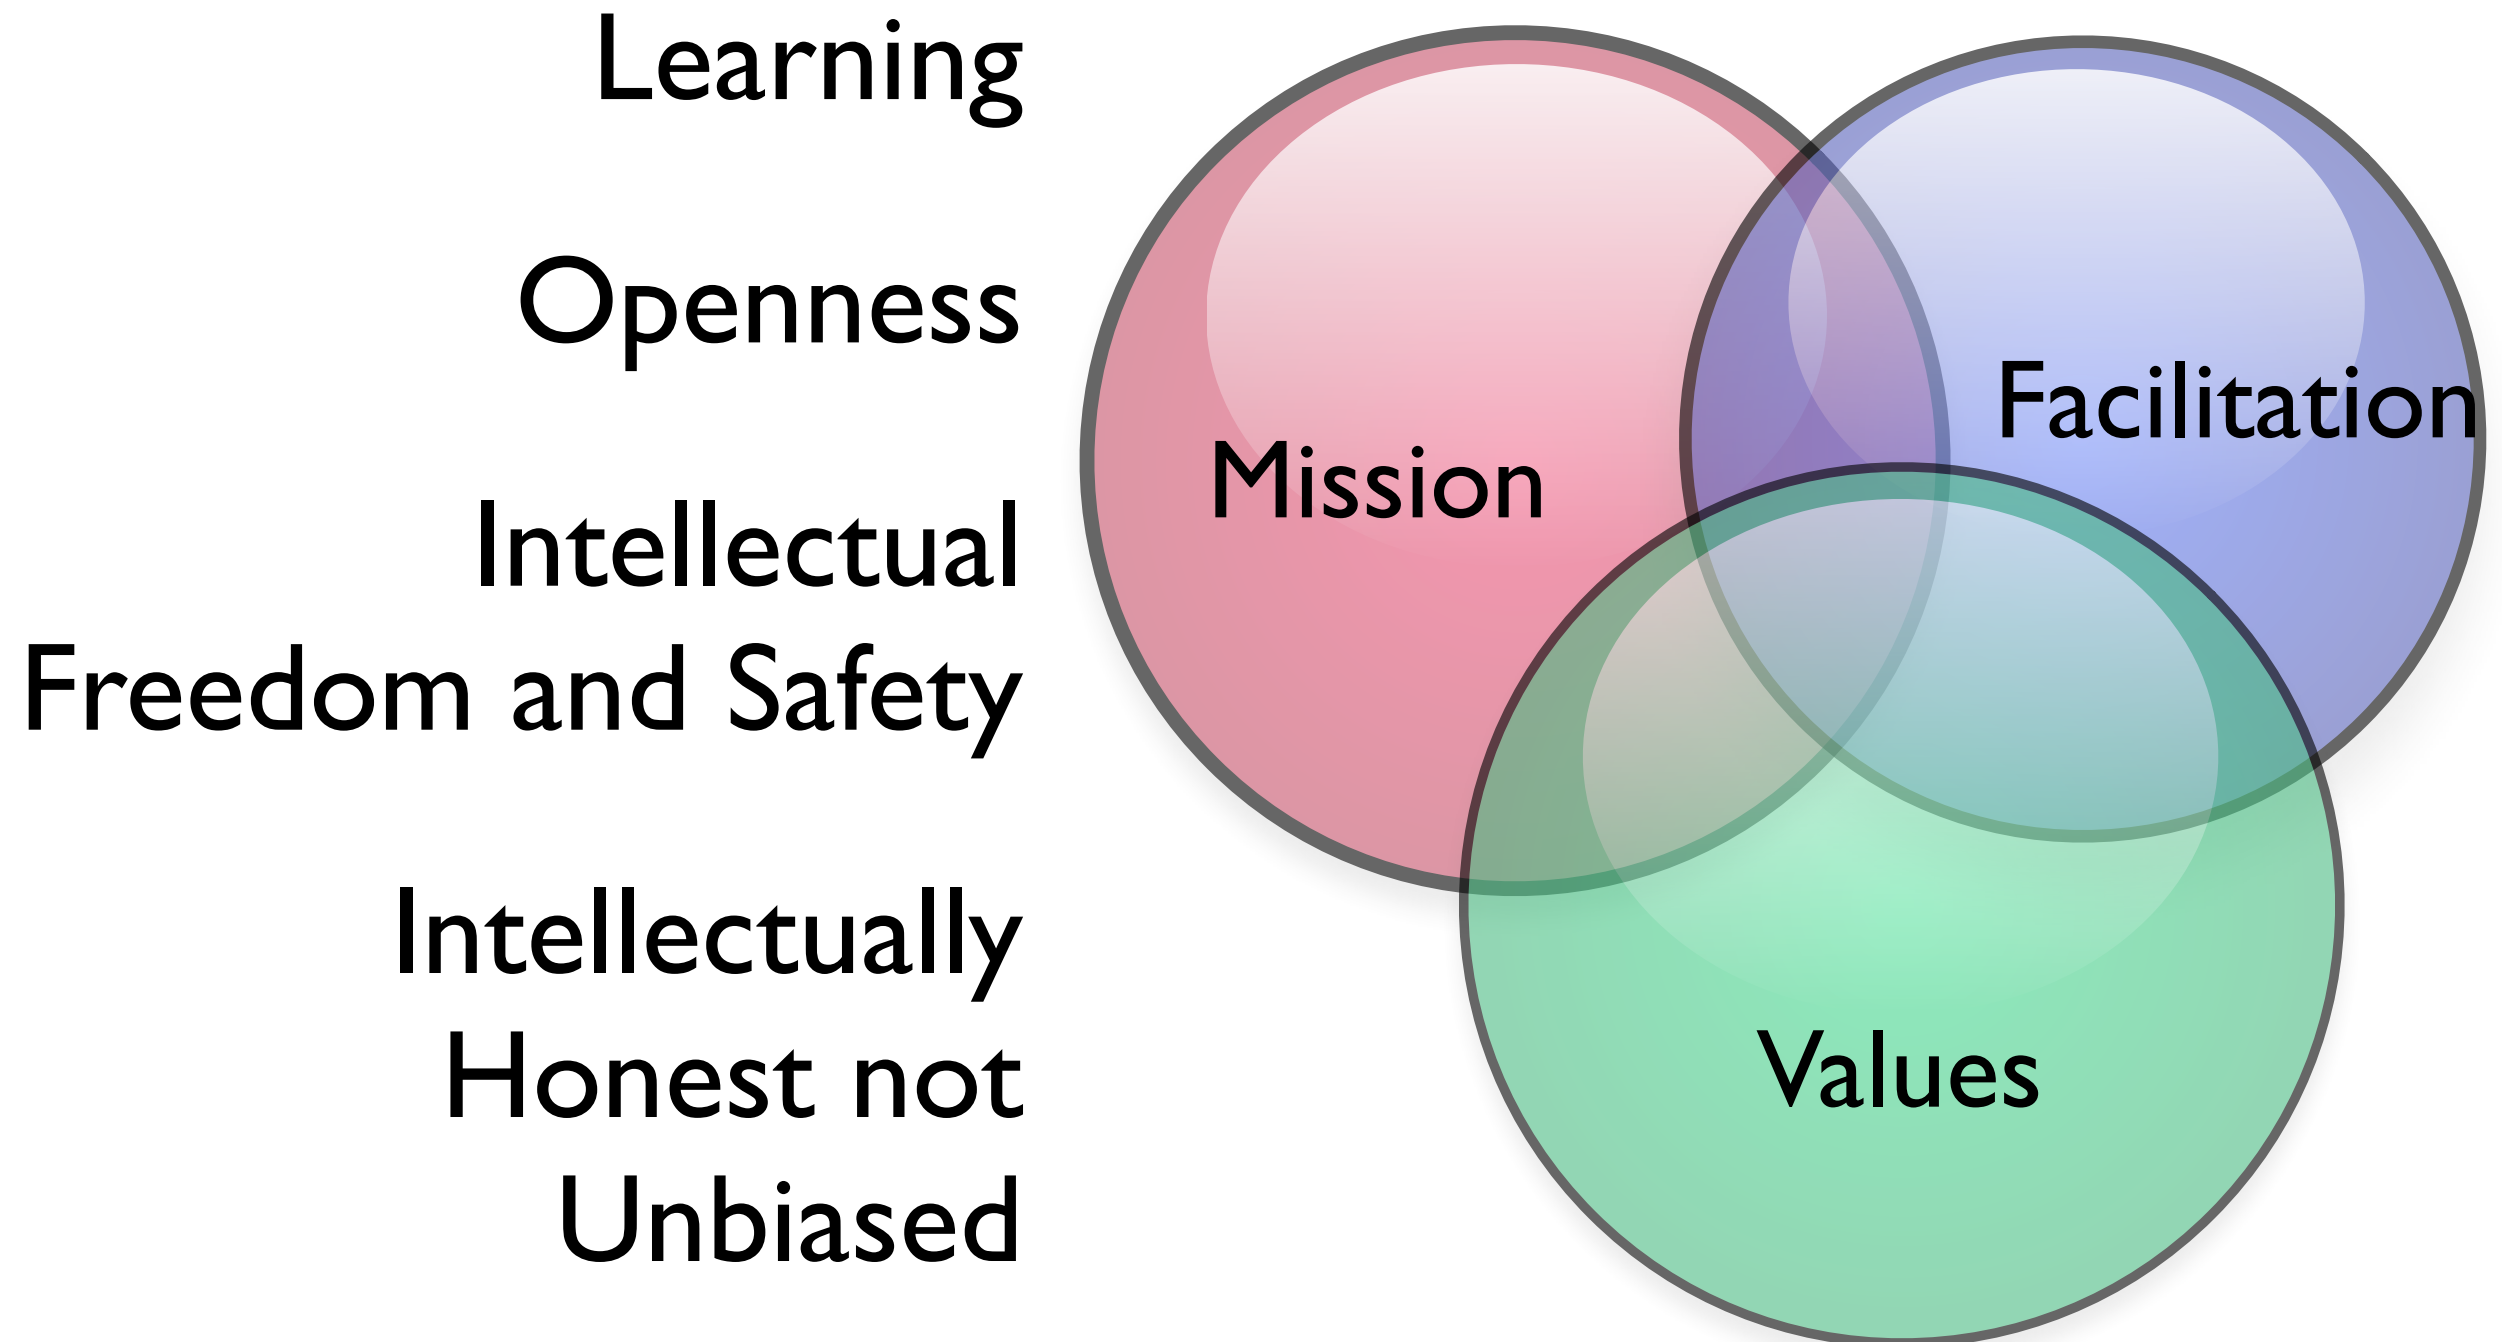 Learning
Openness
Intellectual
Freedom and Safety
Intellectually
Honest not
Unbiased
Mission
Facilitation
Values